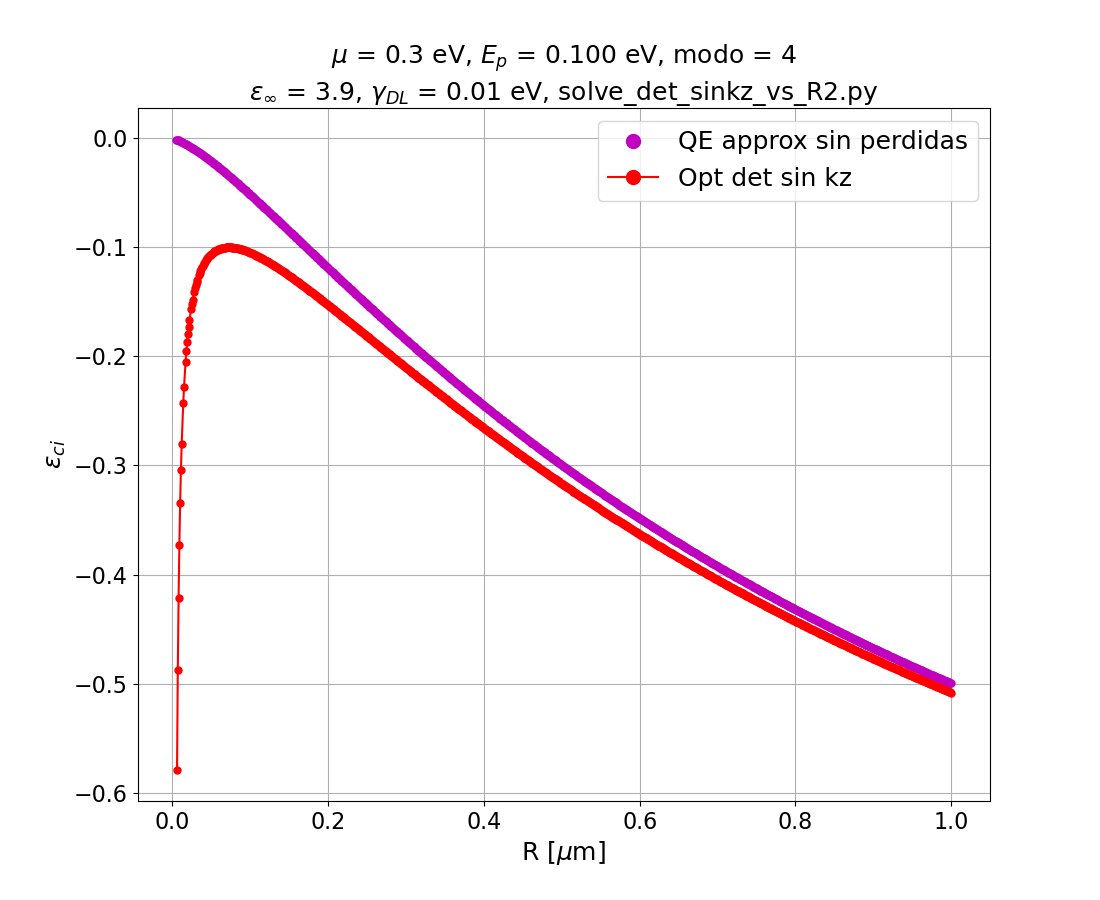 μ = 0.3 eV, E_p = 0.100 eV, modo = 4
ε_∞ = 3.9, γ_DL = 0.01 eV, solve_det_sinkz_vs_R2.py
QE approx sin perdidas
Opt det sin kz
0.0
−0.1
−0.2
−0.3
−0.4
−0.5
−0.6
ε_ci
0.0 0.2 0.4 0.6 0.8 1.0
R [μm]